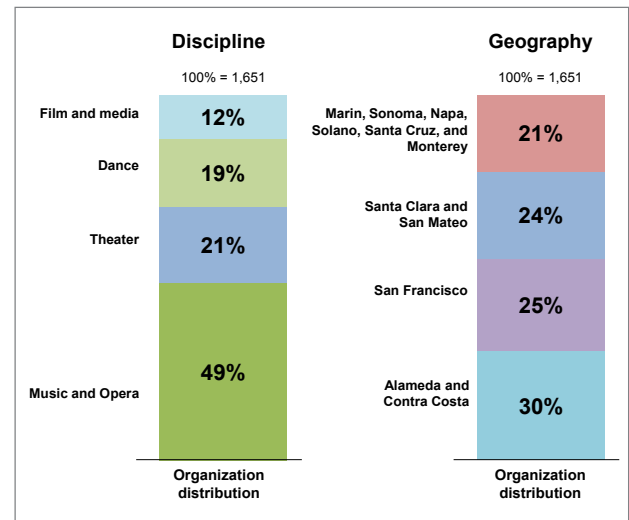 Discipline
100% = 1,651
Film and media
12%
Dance
19%
Theater
21%
Music and Opera
49%
Organization
distribution
Geography
100% = 1,651
Marin, Sonoma, Napa,
Solano, Santa Cruz, and
Monterey
21%
Santa Clara and
San Mateo
24%
San Francisco
25%
Alameda and
Contra Costa
30%
Organization
distribution